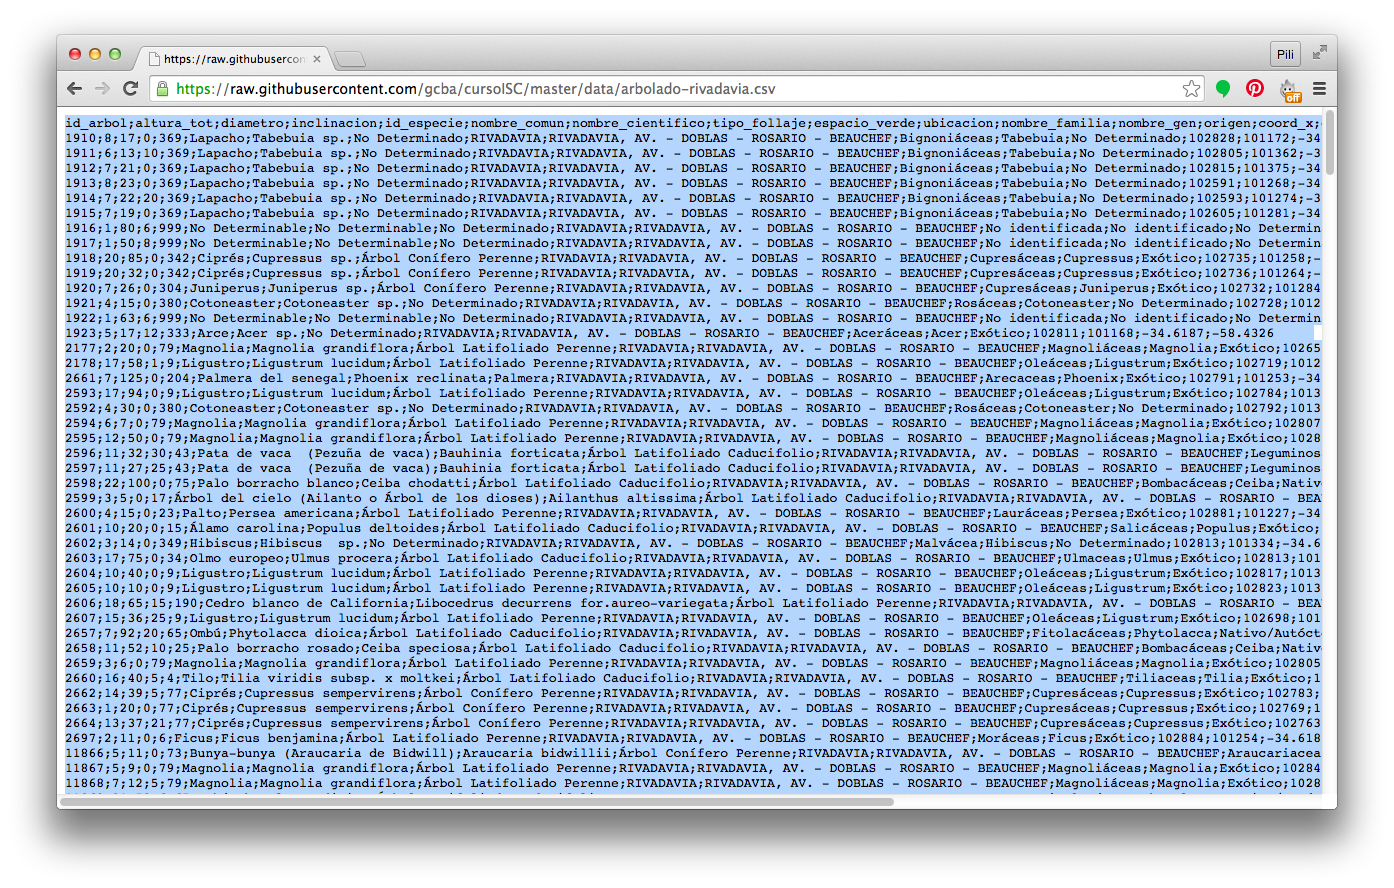 https://raw.githubusercon
Pili
https://raw.githubusercontent.com/gcba/cursoISC/master/data/arbolado-rivadavia.csv
off
id_arbol;altura_tot;diametro;inclinacion;id_especie;nombre_comun;nombre_cientifico;tipo_follaje;espacio_verde;ubicacion;nombre_familia;nombre_gen;origen;coord_x;
1910;8;17;0;369;Lapacho;Tabebuia sp.;No Determinado;RIVADAVIA;RIVADAVIA, AV. - DOBLAS - ROSARIO - BEAUCHEF;Bignoniáceas;Tabebuia;No Determinado;102828;101172;-34
1911;6;13;10;369;Lapacho;Tabebuia sp.;No Determinado;RIVADAVIA;RIVADAVIA, AV. - DOBLAS - ROSARIO - BEAUCHEF;Bignoniáceas;Tabebuia;No Determinado;102805;101362;-3
1912;7;21;0;369;Lapacho;Tabebuia sp.;No Determinado;RIVADAVIA;RIVADAVIA, AV. - DOBLAS - ROSARIO - BEAUCHEF;Bignoniáceas;Tabebuia;No Determinado;102815;101375;-34
1913;8;23;0;369;Lapacho;Tabebuia sp.;No Determinado;RIVADAVIA;RIVADAVIA, AV. - DOBLAS - ROSARIO - BEAUCHEF;Bignoniáceas;Tabebuia;No Determinado;102591;101268;-34
1914;7;22;20;369;Lapacho;Tabebuia sp.;No Determinado;RIVADAVIA;RIVADAVIA, AV. - DOBLAS - ROSARIO - BEAUCHEF;Bignoniáceas;Tabebuia;No Determinado;102593;101274;-3
1915;7;19;0;369;Lapacho;Tabebuia sp.;No Determinado;RIVADAVIA;RIVADAVIA, AV. - DOBLAS - ROSARIO - BEAUCHEF;Bignoniáceas;Tabebuia;No Determinado;102605;101281;-34
1916;1;80;6;999;No Determinable;No Determinable;No Determinado;RIVADAVIA;RIVADAVIA, AV. - DOBLAS - ROSARIO - BEAUCHEF;No identificada;No identificado;No Determin
1917;1;50;8;999;No Determinable;No Determinable;No Determinado;RIVADAVIA;RIVADAVIA, AV. - DOBLAS - ROSARIO - BEAUCHEF;No identificada;No identificado;No Determin
1918;20;85;0;342;Ciprés;Cupressus sp.;Árbol Conífero Perenne;RIVADAVIA;RIVADAVIA, AV. - DOBLAS - ROSARIO - BEAUCHEF;Cupresáceas;Cupressus;Exótico;102735;101258;-
1919;20;32;0;342;Ciprés;Cupressus sp.;Árbol Conífero Perenne;RIVADAVIA;RIVADAVIA, AV. - DOBLAS - ROSARIO - BEAUCHEF;Cupresáceas;Cupressus;Exótico;102736;101264;-
1920;7;26;0;304;Juniperus;Juniperus sp.;Árbol Conífero Perenne;RIVADAVIA;RIVADAVIA, AV. - DOBLAS - ROSARIO - BEAUCHEF;Cupresáceas;Juniperus;Exótico;102732;101284
1921;4;15;0;380;Cotoneaster;Cotoneaster sp.;No Determinado;RIVADAVIA;RIVADAVIA, AV. - DOBLAS - ROSARIO - BEAUCHEF;Rosáceas;Cotoneaster;No Determinado;102728;1012
1922;1;63;6;999;No Determinable;No Determinable;No Determinado;RIVADAVIA;RIVADAVIA, AV. - DOBLAS - ROSARIO - BEAUCHEF;No identificada;No identificado;No Determin
1923;5;17;12;333;Arce;Acer sp.;No Determinado;RIVADAVIA;RIVADAVIA, AV. - DOBLAS - ROSARIO - BEAUCHEF;Aceráceas;Acer;Exótico;102811;101168;-34.6187;-58.4326
2177;2;20;0;79;Magnolia;Magnolia grandiflora;Árbol Latifoliado Perenne;RIVADAVIA;RIVADAVIA, AV. - DOBLAS - ROSARIO - BEAUCHEF;Magnoliáceas;Magnolia;Exótico;10265
2178;17;58;1;9;Ligustro;Ligustrum lucidum;Árbol Latifoliado Perenne;RIVADAVIA;RIVADAVIA, AV. - DOBLAS - ROSARIO - BEAUCHEF;Oleáceas;Ligustrum;Exótico;102719;1012
2661;7;125;0;204;Palmera del senegal;Phoenix reclinata;Palmera;RIVADAVIA;RIVADAVIA, AV. - DOBLAS - ROSARIO - BEAUCHEF;Arecaceas;Phoenix;Exótico;102791;101253;-34
2593;17;94;0;9;Ligustro;Ligustrum lucidum;Árbol Latifoliado Perenne;RIVADAVIA;RIVADAVIA, AV. - DOBLAS - ROSARIO - BEAUCHEF;Oleáceas;Ligustrum;Exótico;102784;1013
2592;4;30;0;380;Cotoneaster;Cotoneaster sp.;No Determinado;RIVADAVIA;RIVADAVIA, AV. - DOBLAS - ROSARIO - BEAUCHEF;Rosáceas;Cotoneaster;No Determinado;102792;1013
2594;6;7;0;79;Magnolia;Magnolia grandiflora;Árbol Latifoliado Perenne;RIVADAVIA;RIVADAVIA, AV. - DOBLAS - ROSARIO - BEAUCHEF;Magnoliáceas;Magnolia;Exótico;102807
2595;12;50;0;79;Magnolia;Magnolia grandiflora;Árbol Latifoliado Perenne;RIVADAVIA;RIVADAVIA, AV. - DOBLAS - ROSARIO - BEAUCHEF;Magnoliáceas;Magnolia;Exótico;1028
2596;11;32;30;43;Pata de vaca  (Pezuña de vaca);Bauhinia forticata;Árbol Latifoliado Caducifolio;RIVADAVIA;RIVADAVIA, AV. - DOBLAS - ROSARIO - BEAUCHEF;Leguminos
2597;11;27;25;43;Pata de vaca  (Pezuña de vaca);Bauhinia forticata;Árbol Latifoliado Caducifolio;RIVADAVIA;RIVADAVIA, AV. - DOBLAS - ROSARIO - BEAUCHEF;Leguminos
2598;22;100;0;75;Palo borracho blanco;Ceiba chodatti;Árbol Latifoliado Caducifolio;RIVADAVIA;RIVADAVIA, AV. - DOBLAS - ROSARIO - BEAUCHEF;Bombacáceas;Ceiba;Nativ
2599;3;5;0;17;Árbol del cielo (Ailanto o Árbol de los dioses);Ailanthus altissima;Árbol Latifoliado Caducifolio;RIVADAVIA;RIVADAVIA, AV. - DOBLAS - ROSARIO - BEA
2600;4;15;0;23;Palto;Persea americana;Árbol Latifoliado Perenne;RIVADAVIA;RIVADAVIA, AV. - DOBLAS - ROSARIO - BEAUCHEF;Lauráceas;Persea;Exótico;102881;101227;-34
2601;10;20;0;15;Álamo carolina;Populus deltoides;Árbol Latifoliado Caducifolio;RIVADAVIA;RIVADAVIA, AV. - DOBLAS - ROSARIO - BEAUCHEF;Salicáceas;Populus;Exótico;
2602;3;14;0;349;Hibiscus;Hibiscus  sp.;No Determinado;RIVADAVIA;RIVADAVIA, AV. - DOBLAS - ROSARIO - BEAUCHEF;Malvácea;Hibiscus;No Determinado;102813;101334;-34.6
2603;17;75;0;34;Olmo europeo;Ulmus procera;Árbol Latifoliado Caducifolio;RIVADAVIA;RIVADAVIA, AV. - DOBLAS - ROSARIO - BEAUCHEF;Ulmaceas;Ulmus;Exótico;102813;101
2604;10;40;0;9;Ligustro;Ligustrum lucidum;Árbol Latifoliado Perenne;RIVADAVIA;RIVADAVIA, AV. - DOBLAS - ROSARIO - BEAUCHEF;Oleáceas;Ligustrum;Exótico;102817;1013
2605;10;10;0;9;Ligustro;Ligustrum lucidum;Árbol Latifoliado Perenne;RIVADAVIA;RIVADAVIA, AV. - DOBLAS - ROSARIO - BEAUCHEF;Oleáceas;Ligustrum;Exótico;102823;1013
2606;18;65;15;190;Cedro blanco de California;Libocedrus decurrens for.aureo-variegata;Árbol Latifoliado Perenne;RIVADAVIA;RIVADAVIA, AV. - DOBLAS - ROSARIO - BEA
2607;15;36;25;9;Ligustro;Ligustrum lucidum;Árbol Latifoliado Perenne;RIVADAVIA;RIVADAVIA, AV. - DOBLAS - ROSARIO - BEAUCHEF;Oleáceas;Ligustrum;Exótico;102698;101
2657;7;92;20;65;Ombú;Phytolacca dioica;Árbol Latifoliado Caducifolio;RIVADAVIA;RIVADAVIA, AV. - DOBLAS - ROSARIO - BEAUCHEF;Fitolacáceas;Phytolacca;Nativo/Autóct
2658;11;52;10;25;Palo borracho rosado;Ceiba speciosa;Árbol Latifoliado Caducifolio;RIVADAVIA;RIVADAVIA, AV. - DOBLAS - ROSARIO - BEAUCHEF;Bombacáceas;Ceiba;Nativ
2659;3;6;0;79;Magnolia;Magnolia grandiflora;Árbol Latifoliado Perenne;RIVADAVIA;RIVADAVIA, AV. - DOBLAS - ROSARIO - BEAUCHEF;Magnoliáceas;Magnolia;Exótico;102805
2660;16;40;5;4;Tilo;Tilia viridis subsp. x moltkei;Árbol Latifoliado Caducifolio;RIVADAVIA;RIVADAVIA, AV. - DOBLAS - ROSARIO - BEAUCHEF;Tiliaceas;Tilia;Exótico;1
2662;14;39;5;77;Ciprés;Cupressus sempervirens;Árbol Conífero Perenne;RIVADAVIA;RIVADAVIA, AV. - DOBLAS - ROSARIO - BEAUCHEF;Cupresáceas;Cupressus;Exótico;102783;
2663;1;20;0;77;Ciprés;Cupressus sempervirens;Árbol Conífero Perenne;RIVADAVIA;RIVADAVIA, AV. - DOBLAS - ROSARIO - BEAUCHEF;Cupresáceas;Cupressus;Exótico;102769;1
2664;13;37;21;77;Ciprés;Cupressus sempervirens;Árbol Conífero Perenne;RIVADAVIA;RIVADAVIA, AV. - DOBLAS - ROSARIO - BEAUCHEF;Cupresáceas;Cupressus;Exótico;102763
2697;2;11;0;6;Ficus;Ficus benjamina;Árbol Latifoliado Perenne;RIVADAVIA;RIVADAVIA, AV. - DOBLAS - ROSARIO - BEAUCHEF;Moráceas;Ficus;Exótico;102884;101254;-34.618
11866;5;11;0;73;Bunya-bunya (Araucaria de Bidwill);Araucaria bidwillii;Árbol Conífero Perenne;RIVADAVIA;RIVADAVIA, AV. - DOBLAS - ROSARIO - BEAUCHEF;Araucariacea
11867;5;9;0;79;Magnolia;Magnolia grandiflora;Árbol Latifoliado Perenne;RIVADAVIA;RIVADAVIA, AV. - DOBLAS - ROSARIO - BEAUCHEF;Magnoliáceas;Magnolia;Exótico;10284
11868;7;12;5;79;Magnolia;Magnolia grandiflora;Árbol Latifoliado Perenne;RIVADAVIA;RIVADAVIA, AV. - DOBLAS - ROSARIO - BEAUCHEF;Magnoliáceas;Magnolia;Exótico;1028